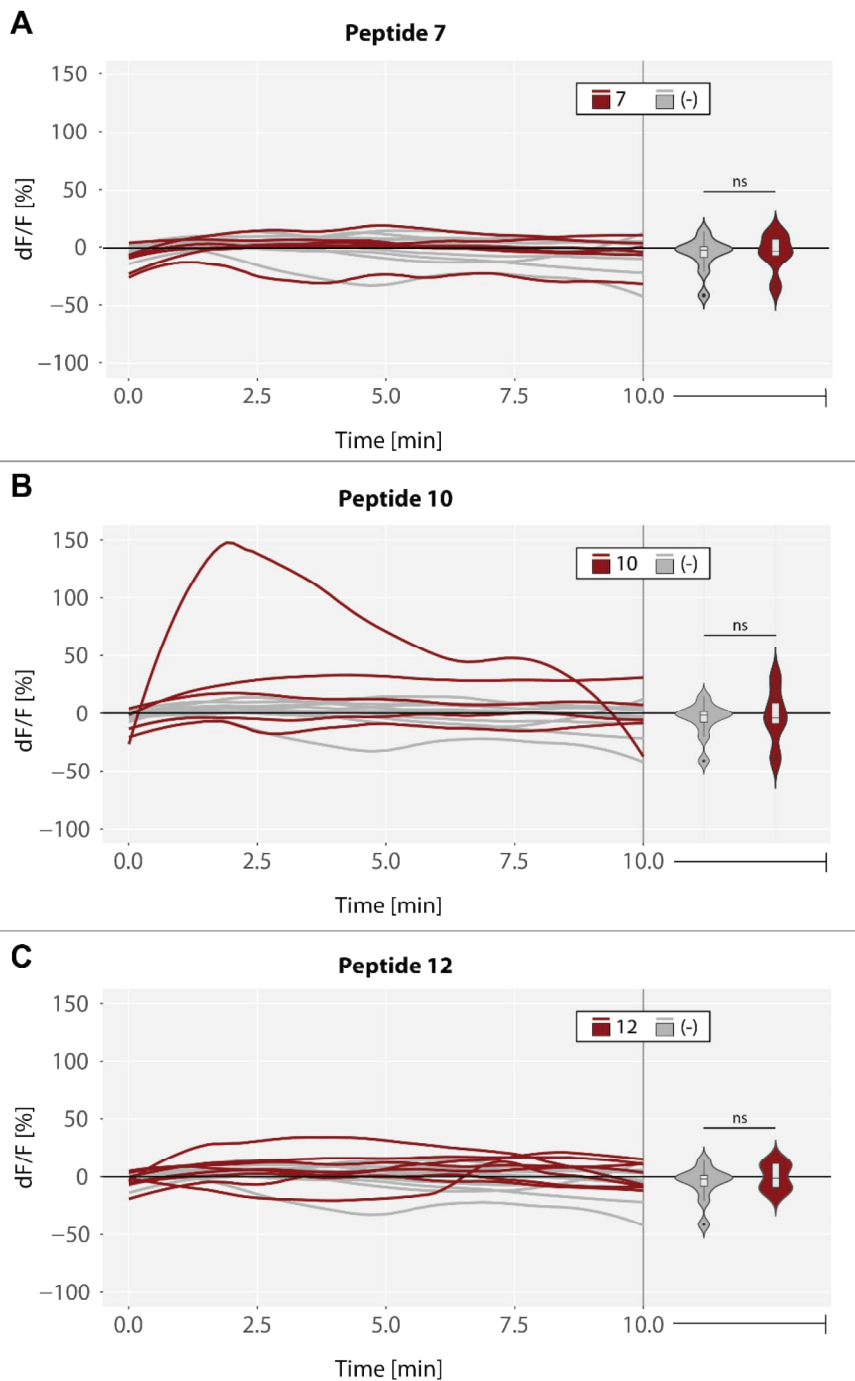 A
Peptide 7
7 (-)
ns
dF/F [%]
150
100
50
0
−50
−100
0.0 2.5 5.0 7.5 10.0
Time [min]
B
Peptide 10
10 (-)
ns
dF/F [%]
150
100
50
0
−50
−100
0.0 2.5 5.0 7.5 10.0
Time [min]
C
Peptide 12
12 (-)
ns
dF/F [%]
150
100
50
0
−50
−100
0.0 2.5 5.0 7.5 10.0
Time [min]